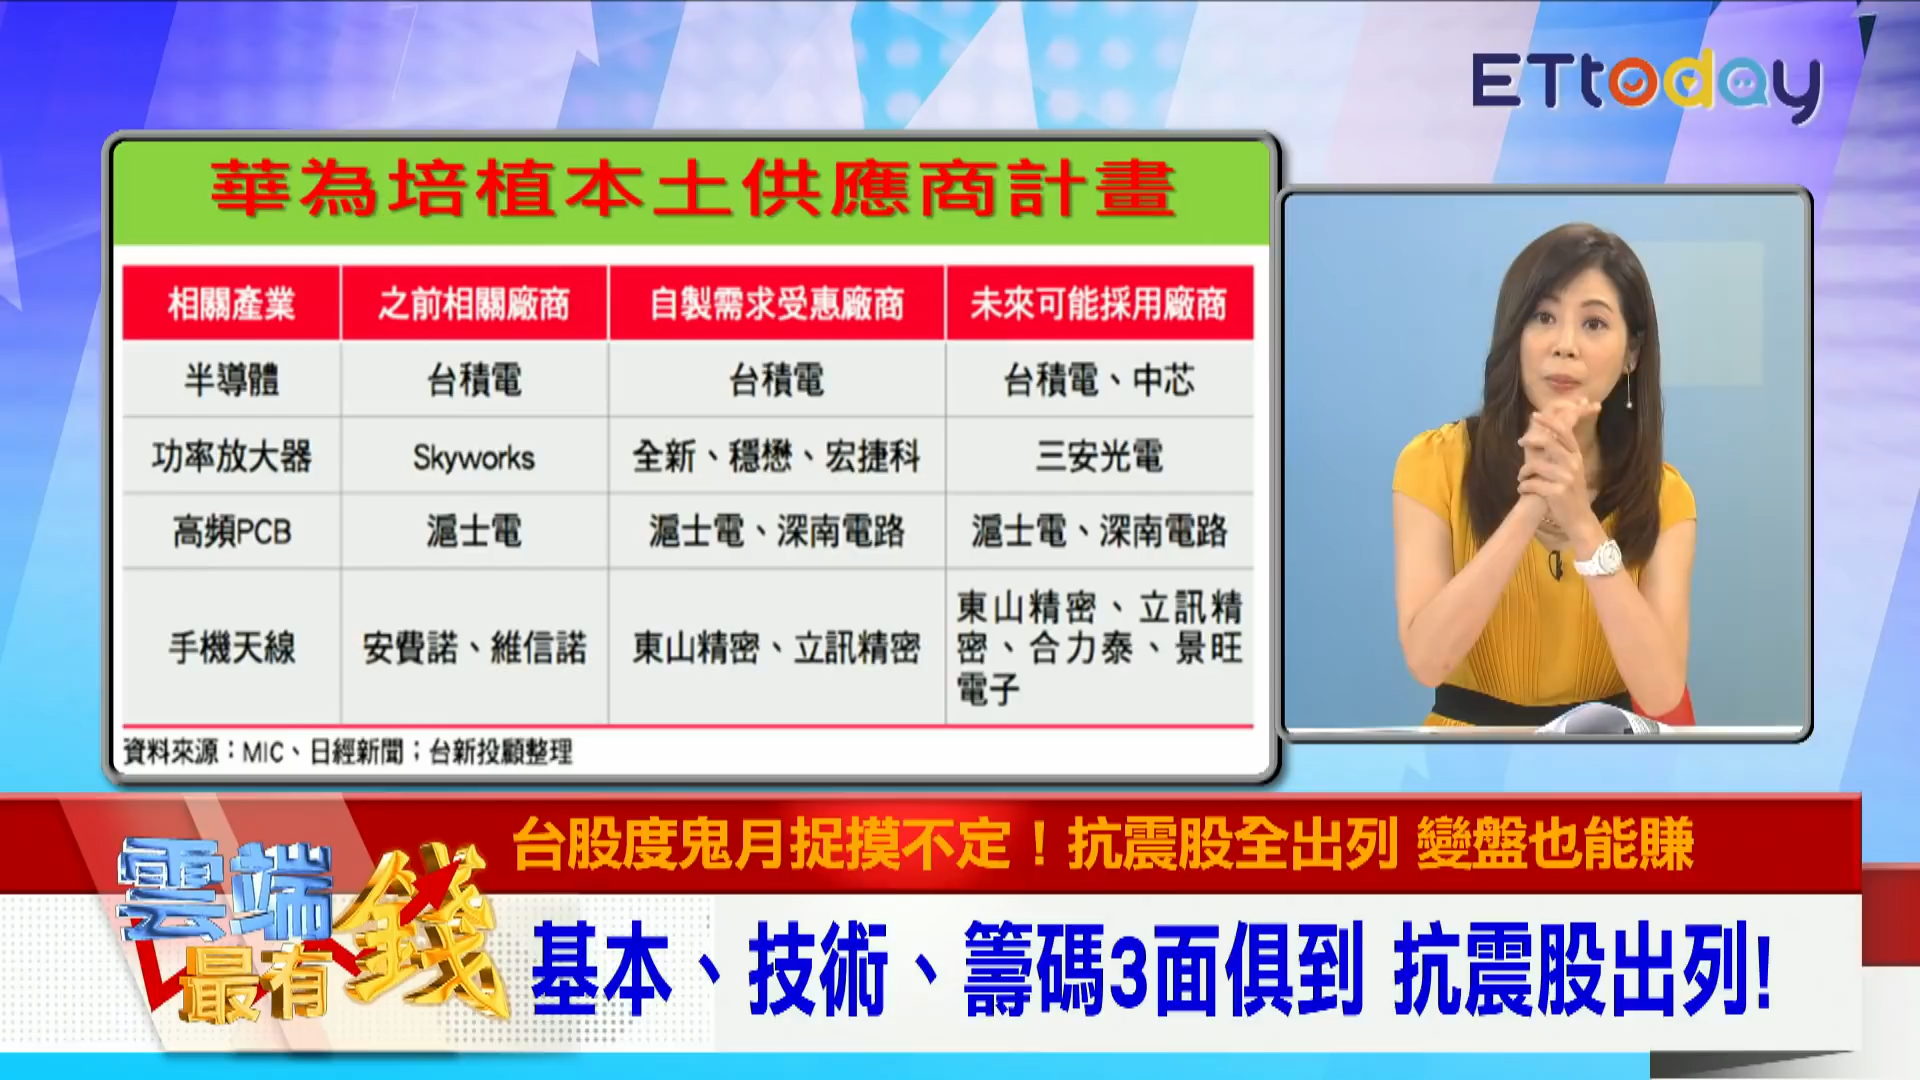 ETtoday
華為培植本土供應商計畫
相關產業 之前相關廠商 自製需求受惠廠商 未來可能採用廠商
半導體 台積電 台積電 台積電、中芯
功率放大器 Skyworks 全新、穩懋、宏捷科 三安光電
高頻PCB 滬士電 滬士電、深南電路 滬士電、深南電路
手機天線 安費諾、維信諾 東山精密、立訊精密 東山精密、立訊精
密、合力泰、景旺
電子
資料來源：MIC、日經新聞；台新投顧整理
雲端
最有錢
台股度鬼月捉摸不定！抗震股全出列 變盤也能賺
基本、技術、籌碼3面俱到 抗震股出列!